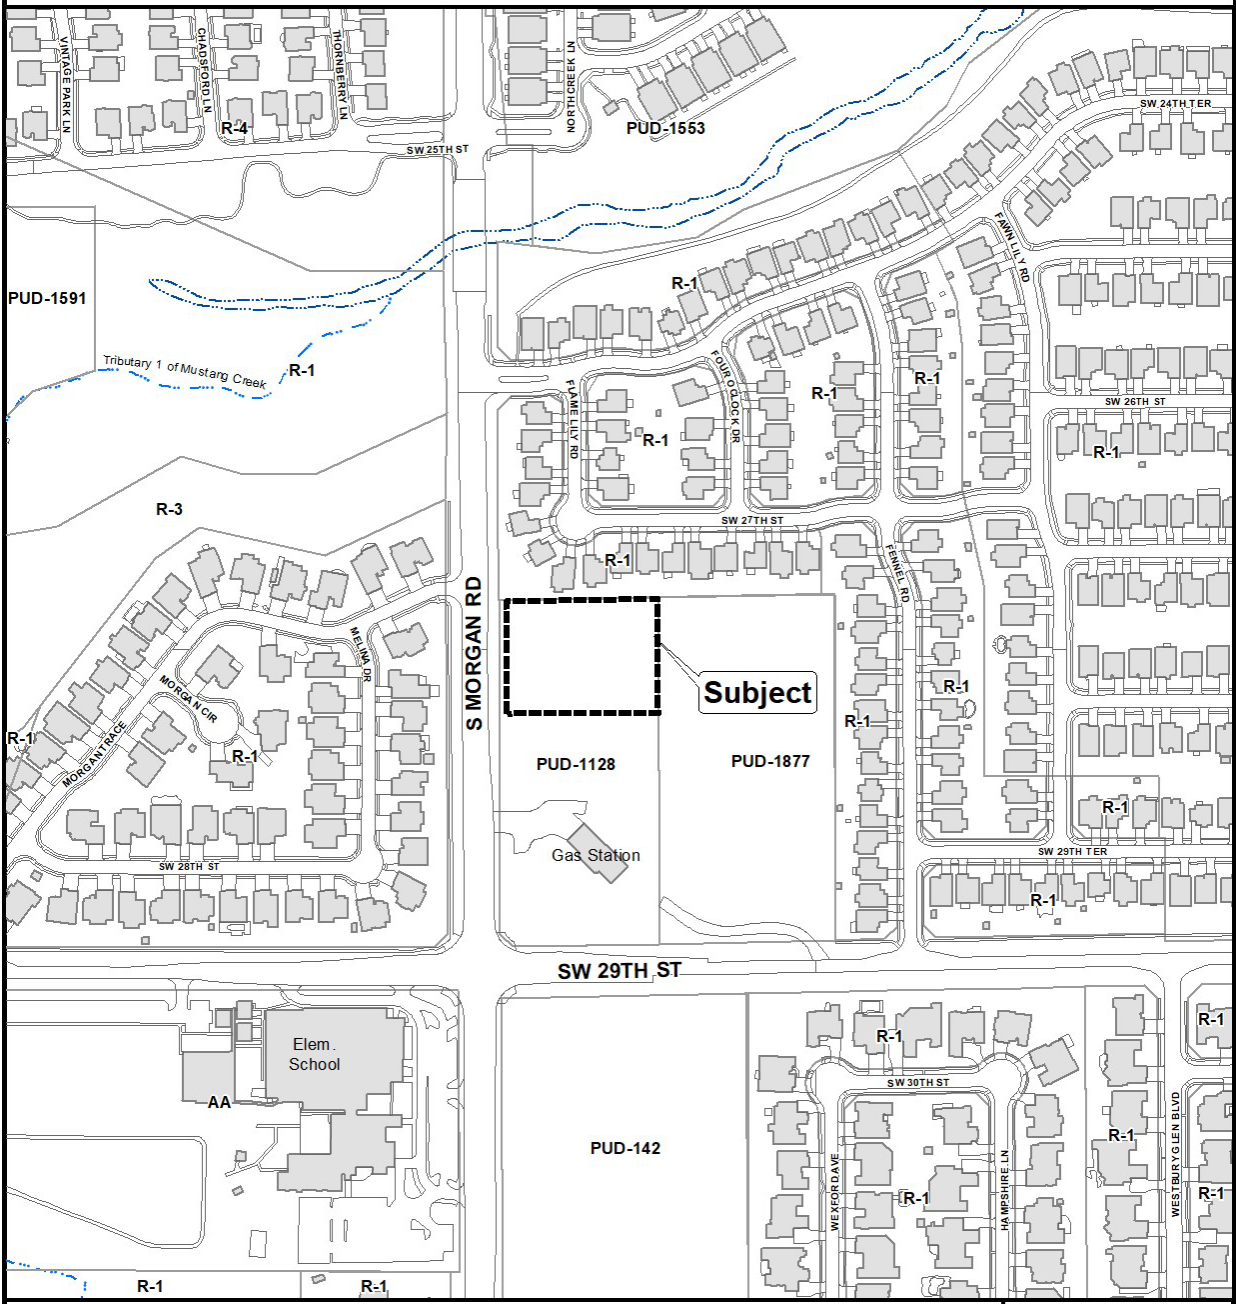 VINTAGE PARK LN
CHADSFORD LN
THORNBERRY LN
NORTHCREEK LN
R-4
SW 25TH ST
PUD-1553
SW 24TH TER
FAWN LILY RD
PUD-1591
R-1
Tributary 1 of Mustang Creek
R-1
FOUR O CLOCK DR
FLAME LILY RD
R-1
R-1
R-1
SW 26TH ST
R-1
R-3
SW 27TH ST
R-1
FENNEL RD
S MORGAN RD
MELINA DR
MORGAN CIR
MORGAN TRACE
R-1
R-1
Subject
R-1
R-1
PUD-1128
PUD-1877
R-1
Gas Station
SW 28TH ST
SW 29TH TER
R-1
SW 29TH ST
Elem.
School
AA
R-1
SW 30TH ST
R-1
PUD-142
R-1
WEXFORD AVE
HAMPSHIRE LN
WESTBURY GLEN BLVD
R-1
R-1
R-1
R-1